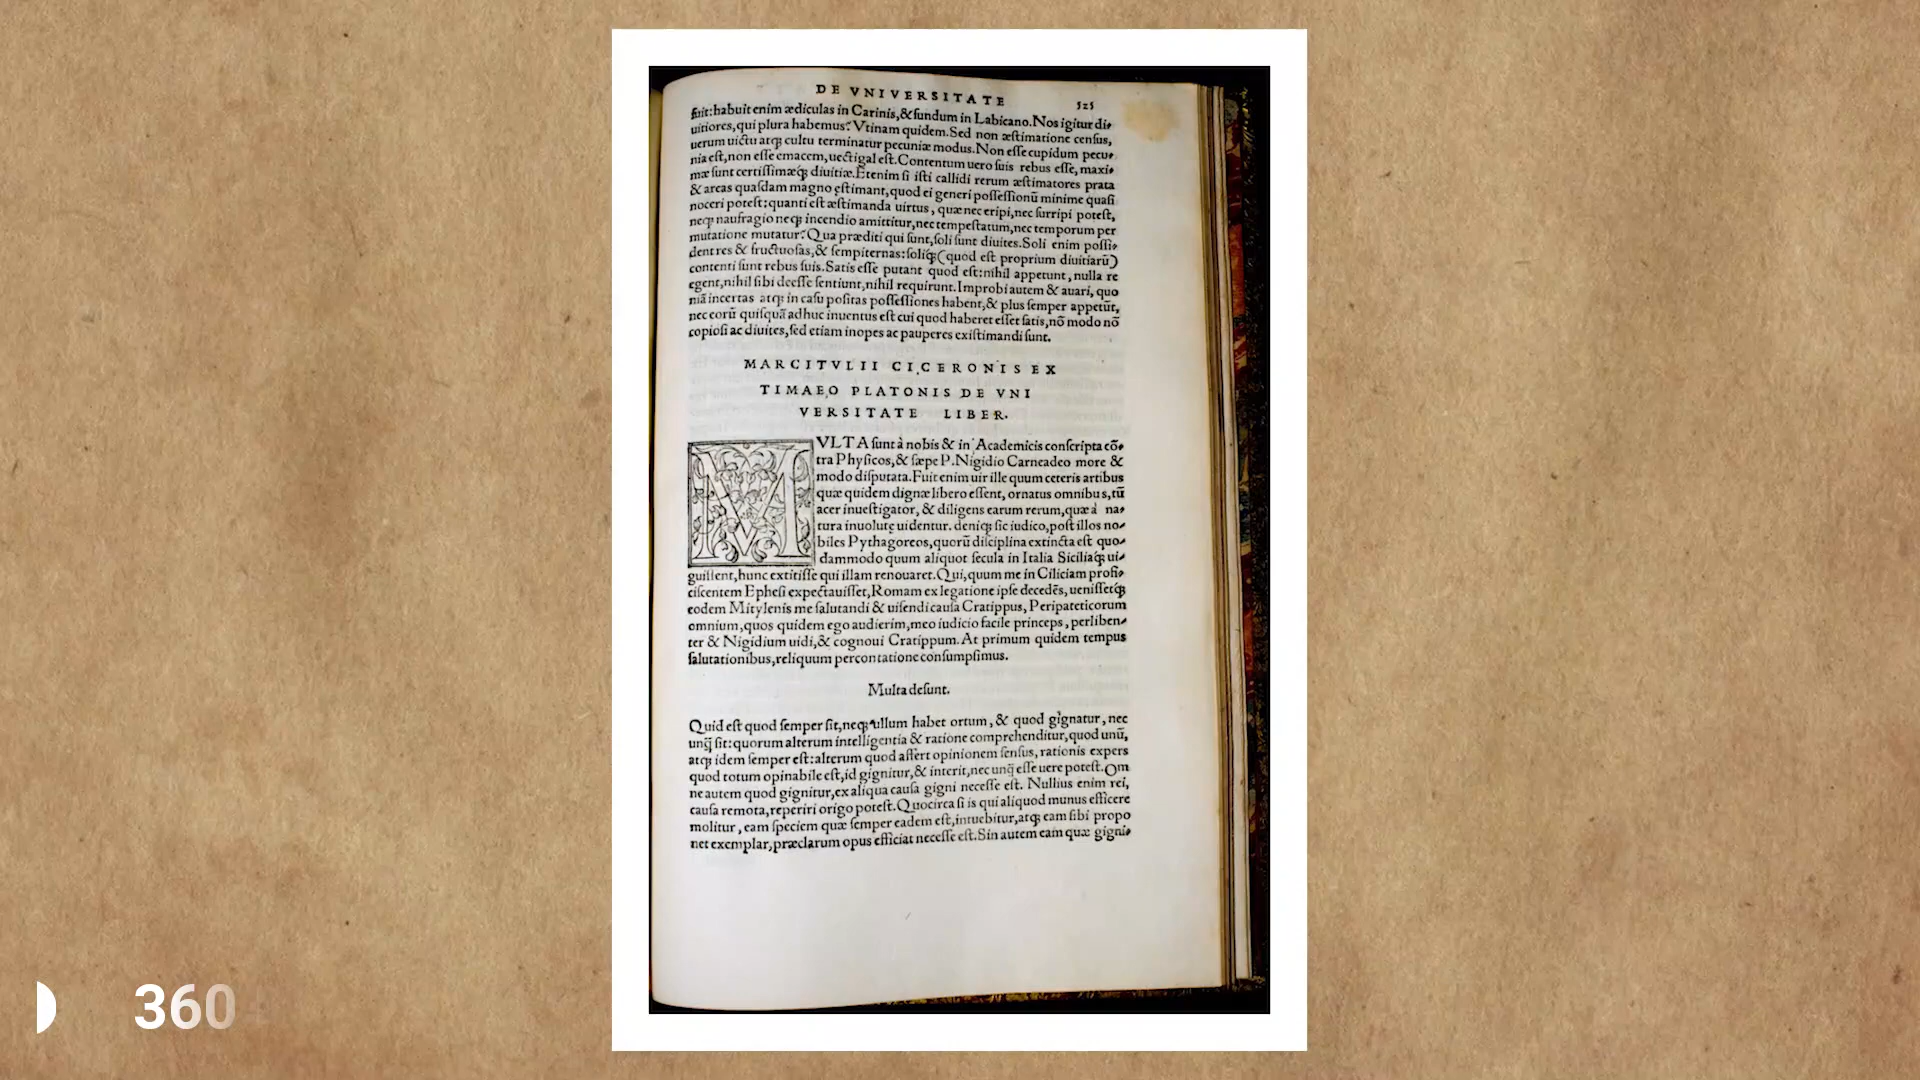 DE VNIVERSITATE 525
fuit:habuit enim ædiculas in Carinis,&fundum in Labicano.Nos igitur di-
uitiores,qui plura habemus?Vtinam quidem.Sed non æstimatione census,
uerum uictu atqꝫ cultu terminatur pecuniæ modus.Non esse cupidum pecu-
nia est,non esse emacem,uectigal est.Contentum uero suis rebus esse,maxi-
mæ sunt certissimæqꝫ diuitiæ.Etenim si isti callidi rerum æstimatores prata
& areas quasdam magno ęstimant,quod ei generi possessionū minime quasi
noceri potest:quanti est æstimanda uirtus, quæ nec eripi,nec surripi potest,
neqꝫ naufragio neqꝫ incendio amittitur,nec tempestatum,nec temporum per
mutatione mutatur?Qua præditi qui sunt,soli sunt diuites.Soli enim possi-
dent res & fructuosas,& sempiternas:soliqꝫ(quod est proprium diuitiarū)
contenti sunt rebus suis.Satis esse putant quod est:nihil appetunt, nulla re
egent,nihil sibi deesse sentiunt,nihil requirunt.Improbi autem & auari, quo
niā incertas atqꝫ in casu positas possessiones habent,& plus semper appetūt,
nec eorū quisquā adhuc inuentus est cui quod haberet esset satis,nō modo nō
copiosi ac diuites,sed etiam inopes ac pauperes existimandi sunt.
MARCI TVLII CICERONIS EX
TIMAEO PLATONIS DE VNI
VERSITATE LIBER.
MVLTA sunt à nobis & in Academicis conscripta cō-
tra Physicos,& sæpe P.Nigidio Carneadeo more &
modo disputata.Fuit enim uir ille quum ceteris artibus
quæ quidem dignæ libero essent, ornatus omnibus,tū
acer inuestigator, & diligens earum rerum,quæ à na-
tura inuolutę uidentur. deniqꝫ sic iudico,post illos no-
biles Pythagoreos,quorū disciplina extincta est quo-
dammodo quum aliquot secula in Italia Siciliaqꝫ ui-
guissent,hunc extitisse qui illam renouaret.Qui,quum me in Ciliciam profi-
ciscentem Ephesi expectauisset,Romam ex legatione ipse decedēs,uenissetqꝫ
eodem Mitylenis me salutandi & uisendi causa Cratippus, Peripateticorum
omnium,quos quidem ego audierim,meo iudicio facile princeps, perliben-
ter & Nigidium uidi,& cognoui Cratippum.At primum quidem tempus
salutationibus,reliquum percontatione consumpsimus.
Multa desunt.
Quid est quod semper sit,neqꝫ ullum habet ortum, & quod gignatur, nec
unq̄ sit:quorum alterum intelligentia & ratione comprehenditur,quod unū,
atqꝫ idem semper est:alterum quod affert opinionem sensus, rationis expers
quod totum opinabile est,id gignitur,& interit,nec unq̄ esse uere potest.Om
ne autem quod gignitur,ex aliqua causa gigni necesse est. Nullius enim rei,
causa remota,reperiri origo potest.Quocirca si is qui aliquod munus efficere
molitur, eam speciem quæ semper eadem est,intuebitur,atqꝫ eam sibi propo
net exemplar,præclarum opus efficiat necesse est.Sin autem eam quæ gigni-
360